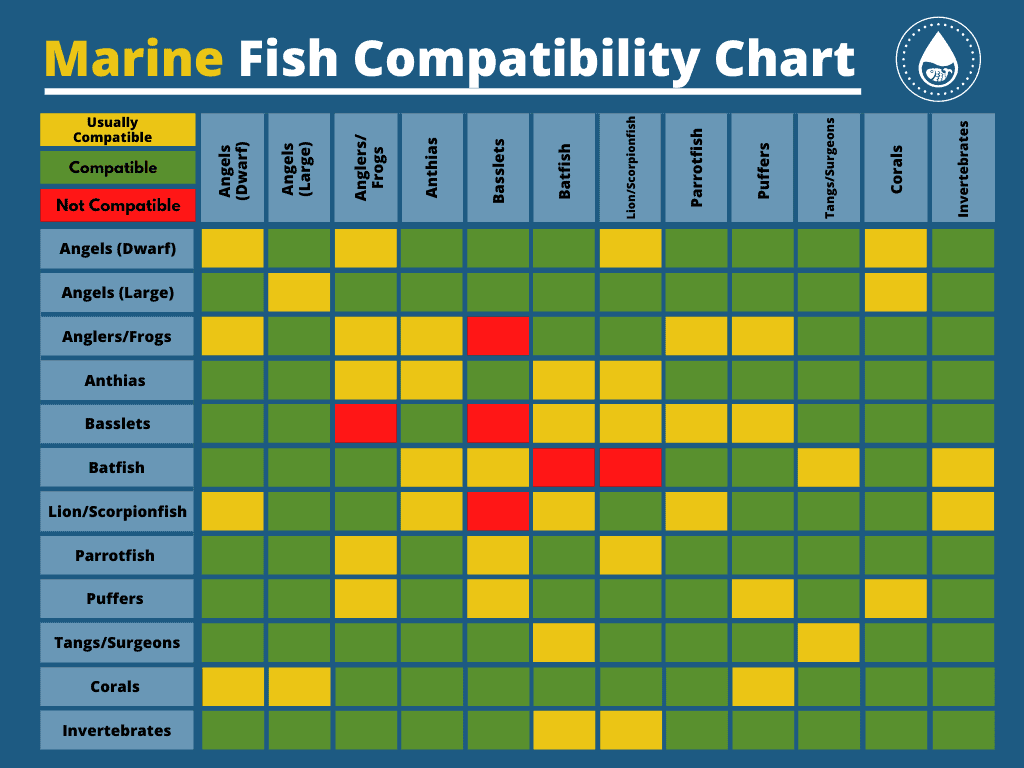 Marine Fish Compatibility Chart
Usually
Compatible
Compatible
Not Compatible
Angels
(Dwarf)
Angels
(Large)
Anglers/
Frogs
Anthias
Basslets
Batfish
Lion/Scorpionfish
Parrotfish
Puffers
Tangs/Surgeons
Corals
Invertebrates
Angels (Dwarf)
Angels (Large)
Anglers/Frogs
Anthias
Basslets
Batfish
Lion/Scorpionfish
Parrotfish
Puffers
Tangs/Surgeons
Corals
Invertebrates